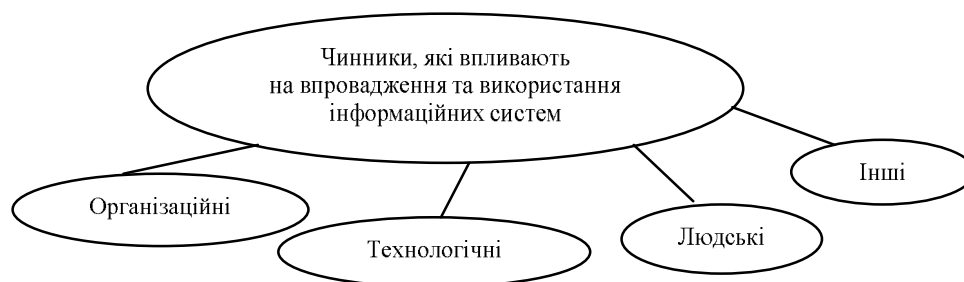 Чинники, які впливають
на впровадження та використання
інформаційних систем
Організаційні
Технологічні
Людські
Інші